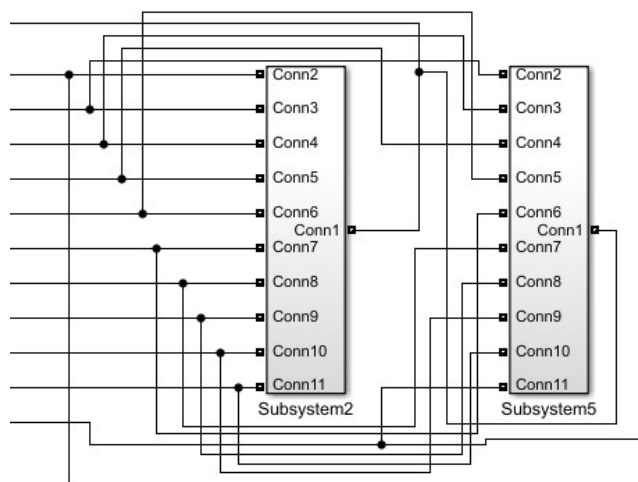 Conn2
Conn3
Conn4
Conn5
Conn6
Conn1
Conn7
Conn8
Conn9
Conn10
Conn11
Subsystem2
Conn2
Conn3
Conn4
Conn5
Conn6
Conn1
Conn7
Conn8
Conn9
Conn10
Conn11
Subsystem5